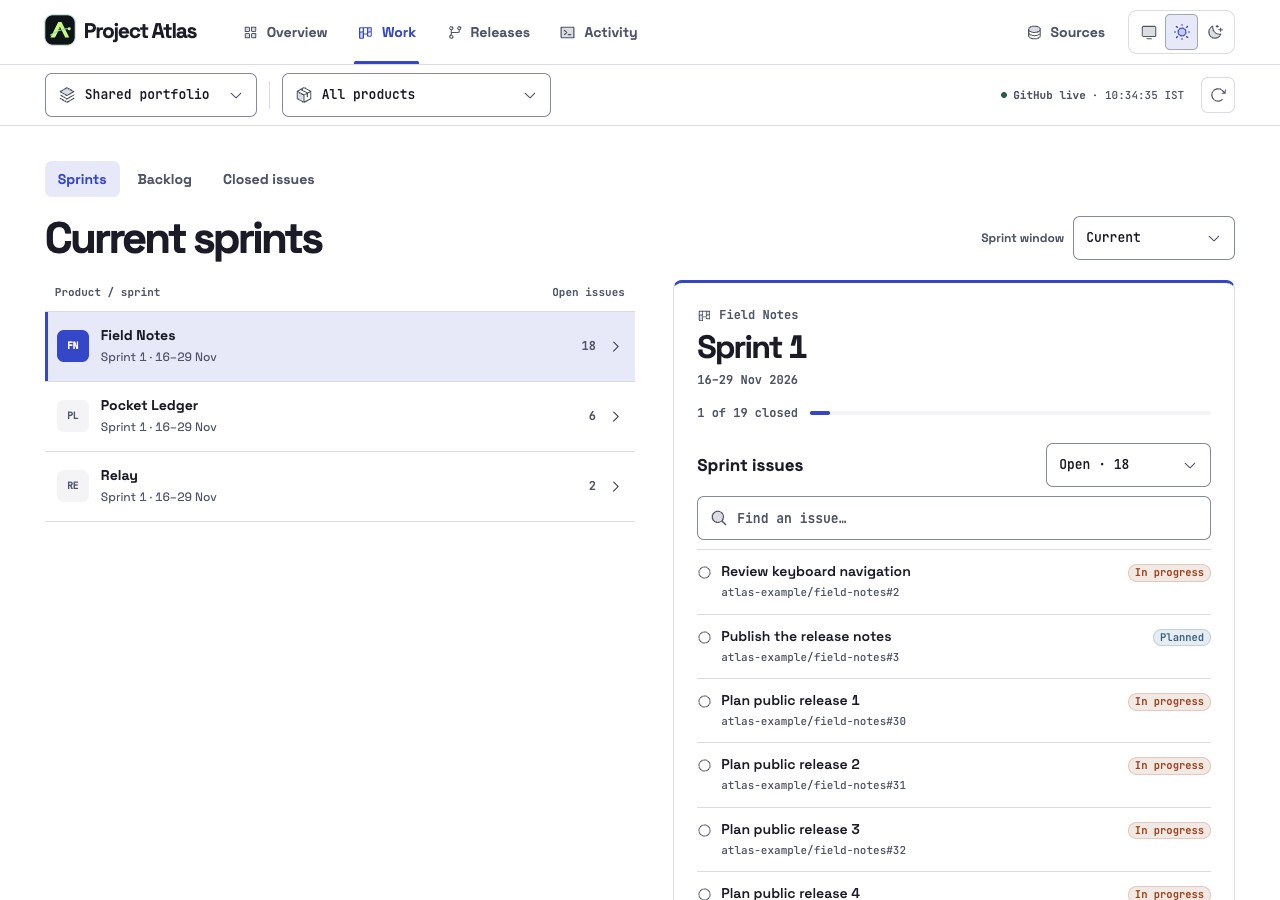 Project Atlas
Overview
Work
Releases
Activity
Sources
Shared portfolio
All products
GitHub live · 10:34:35 IST
Sprints
Backlog
Closed issues
Current sprints
Sprint window
Current
Product / sprint
Open issues
FN
Field Notes
Sprint 1 · 16–29 Nov
18
PL
Pocket Ledger
Sprint 1 · 16–29 Nov
6
RE
Relay
Sprint 1 · 16–29 Nov
2
Field Notes
Sprint 1
16–29 Nov 2026
1 of 19 closed
Sprint issues
Open · 18
Find an issue…
Review keyboard navigation
In progress
atlas-example/field-notes#2
Publish the release notes
Planned
atlas-example/field-notes#3
Plan public release 1
In progress
atlas-example/field-notes#30
Plan public release 2
In progress
atlas-example/field-notes#31
Plan public release 3
In progress
atlas-example/field-notes#32
Plan public release 4
In progress